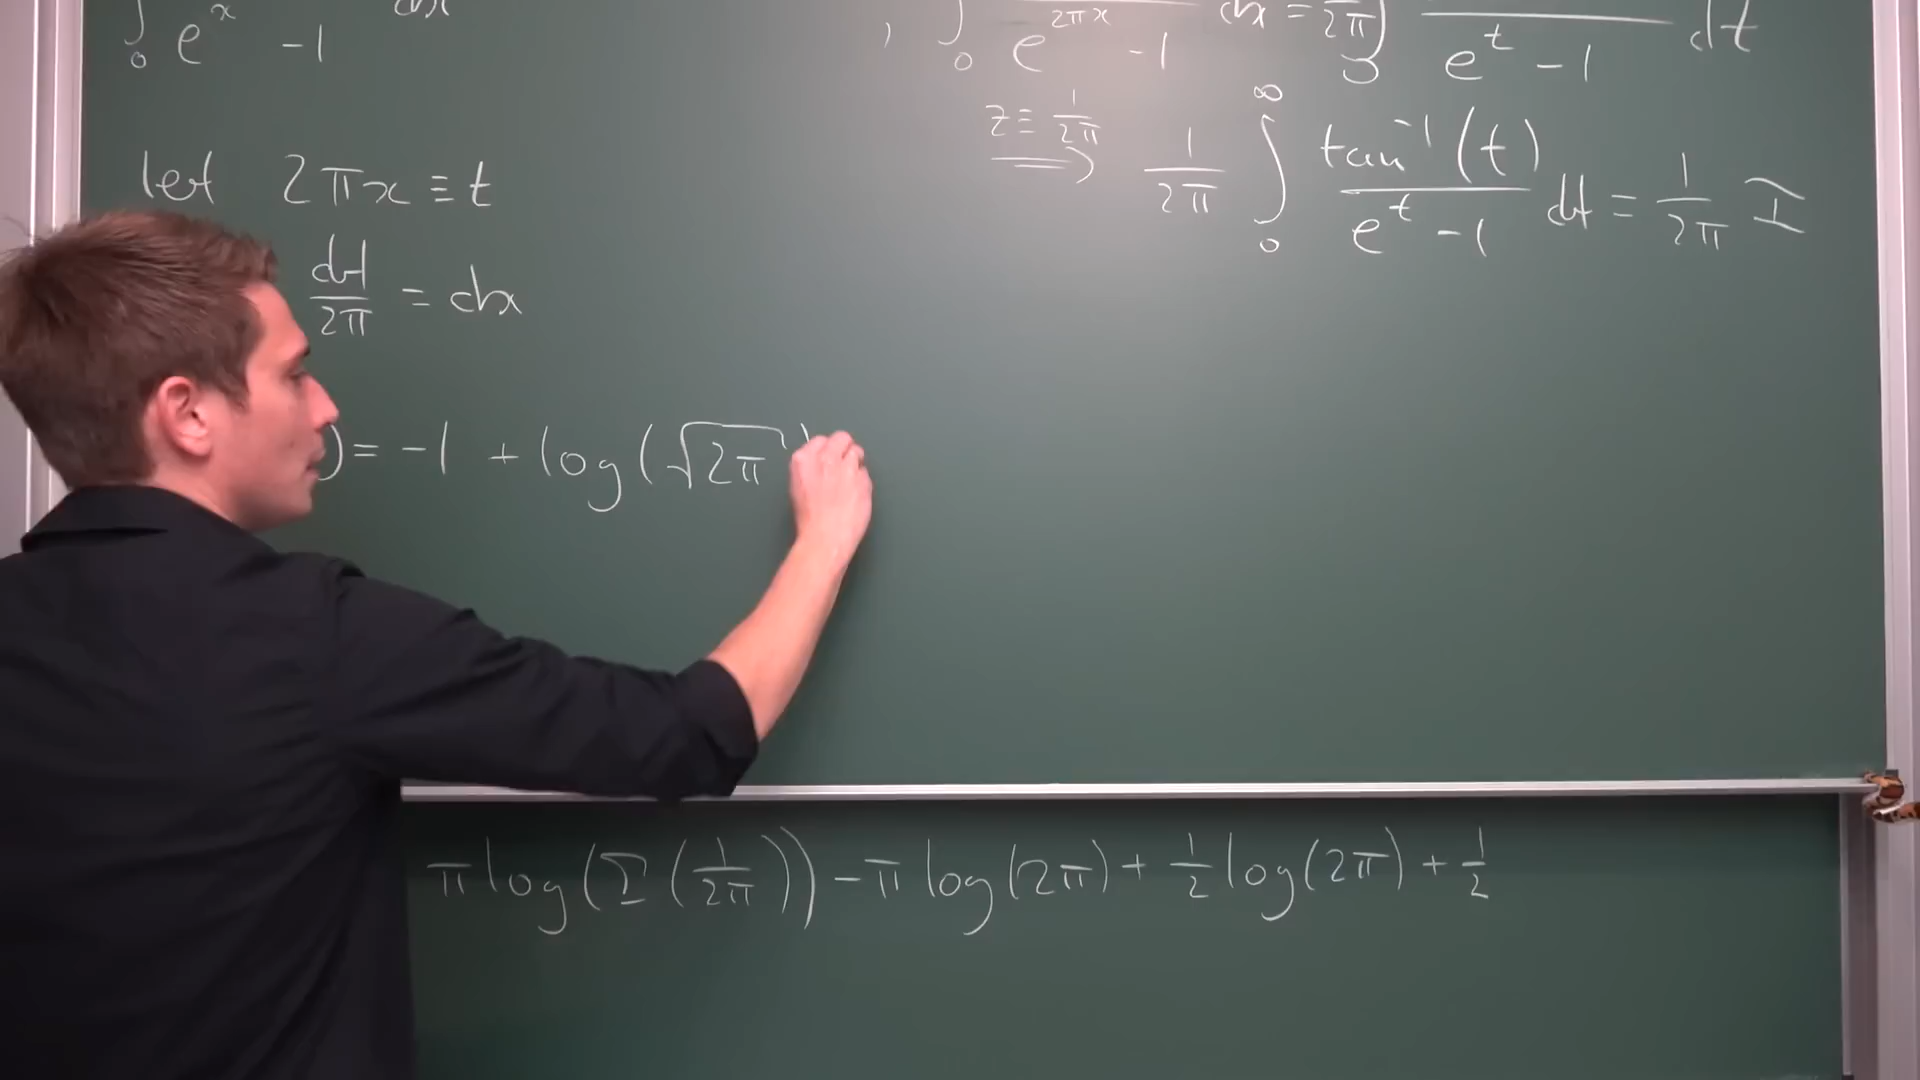 ∫₀ e^x - 1 dx
, ∫₀ e^{2πx} - 1 dx = 2π ∫ e^t - 1 dt
z ≡ 1/2π ⟹ 1/2π ∫₀^∞ tan⁻¹(t)/(e^t - 1) dt = 1/2π I
let 2πx ≡ t
dt/2π = dx
) = -1 + log(√2π)
π log(Γ(1/2π)) - π log(2π) + 1/2 log(2π) + 1/2